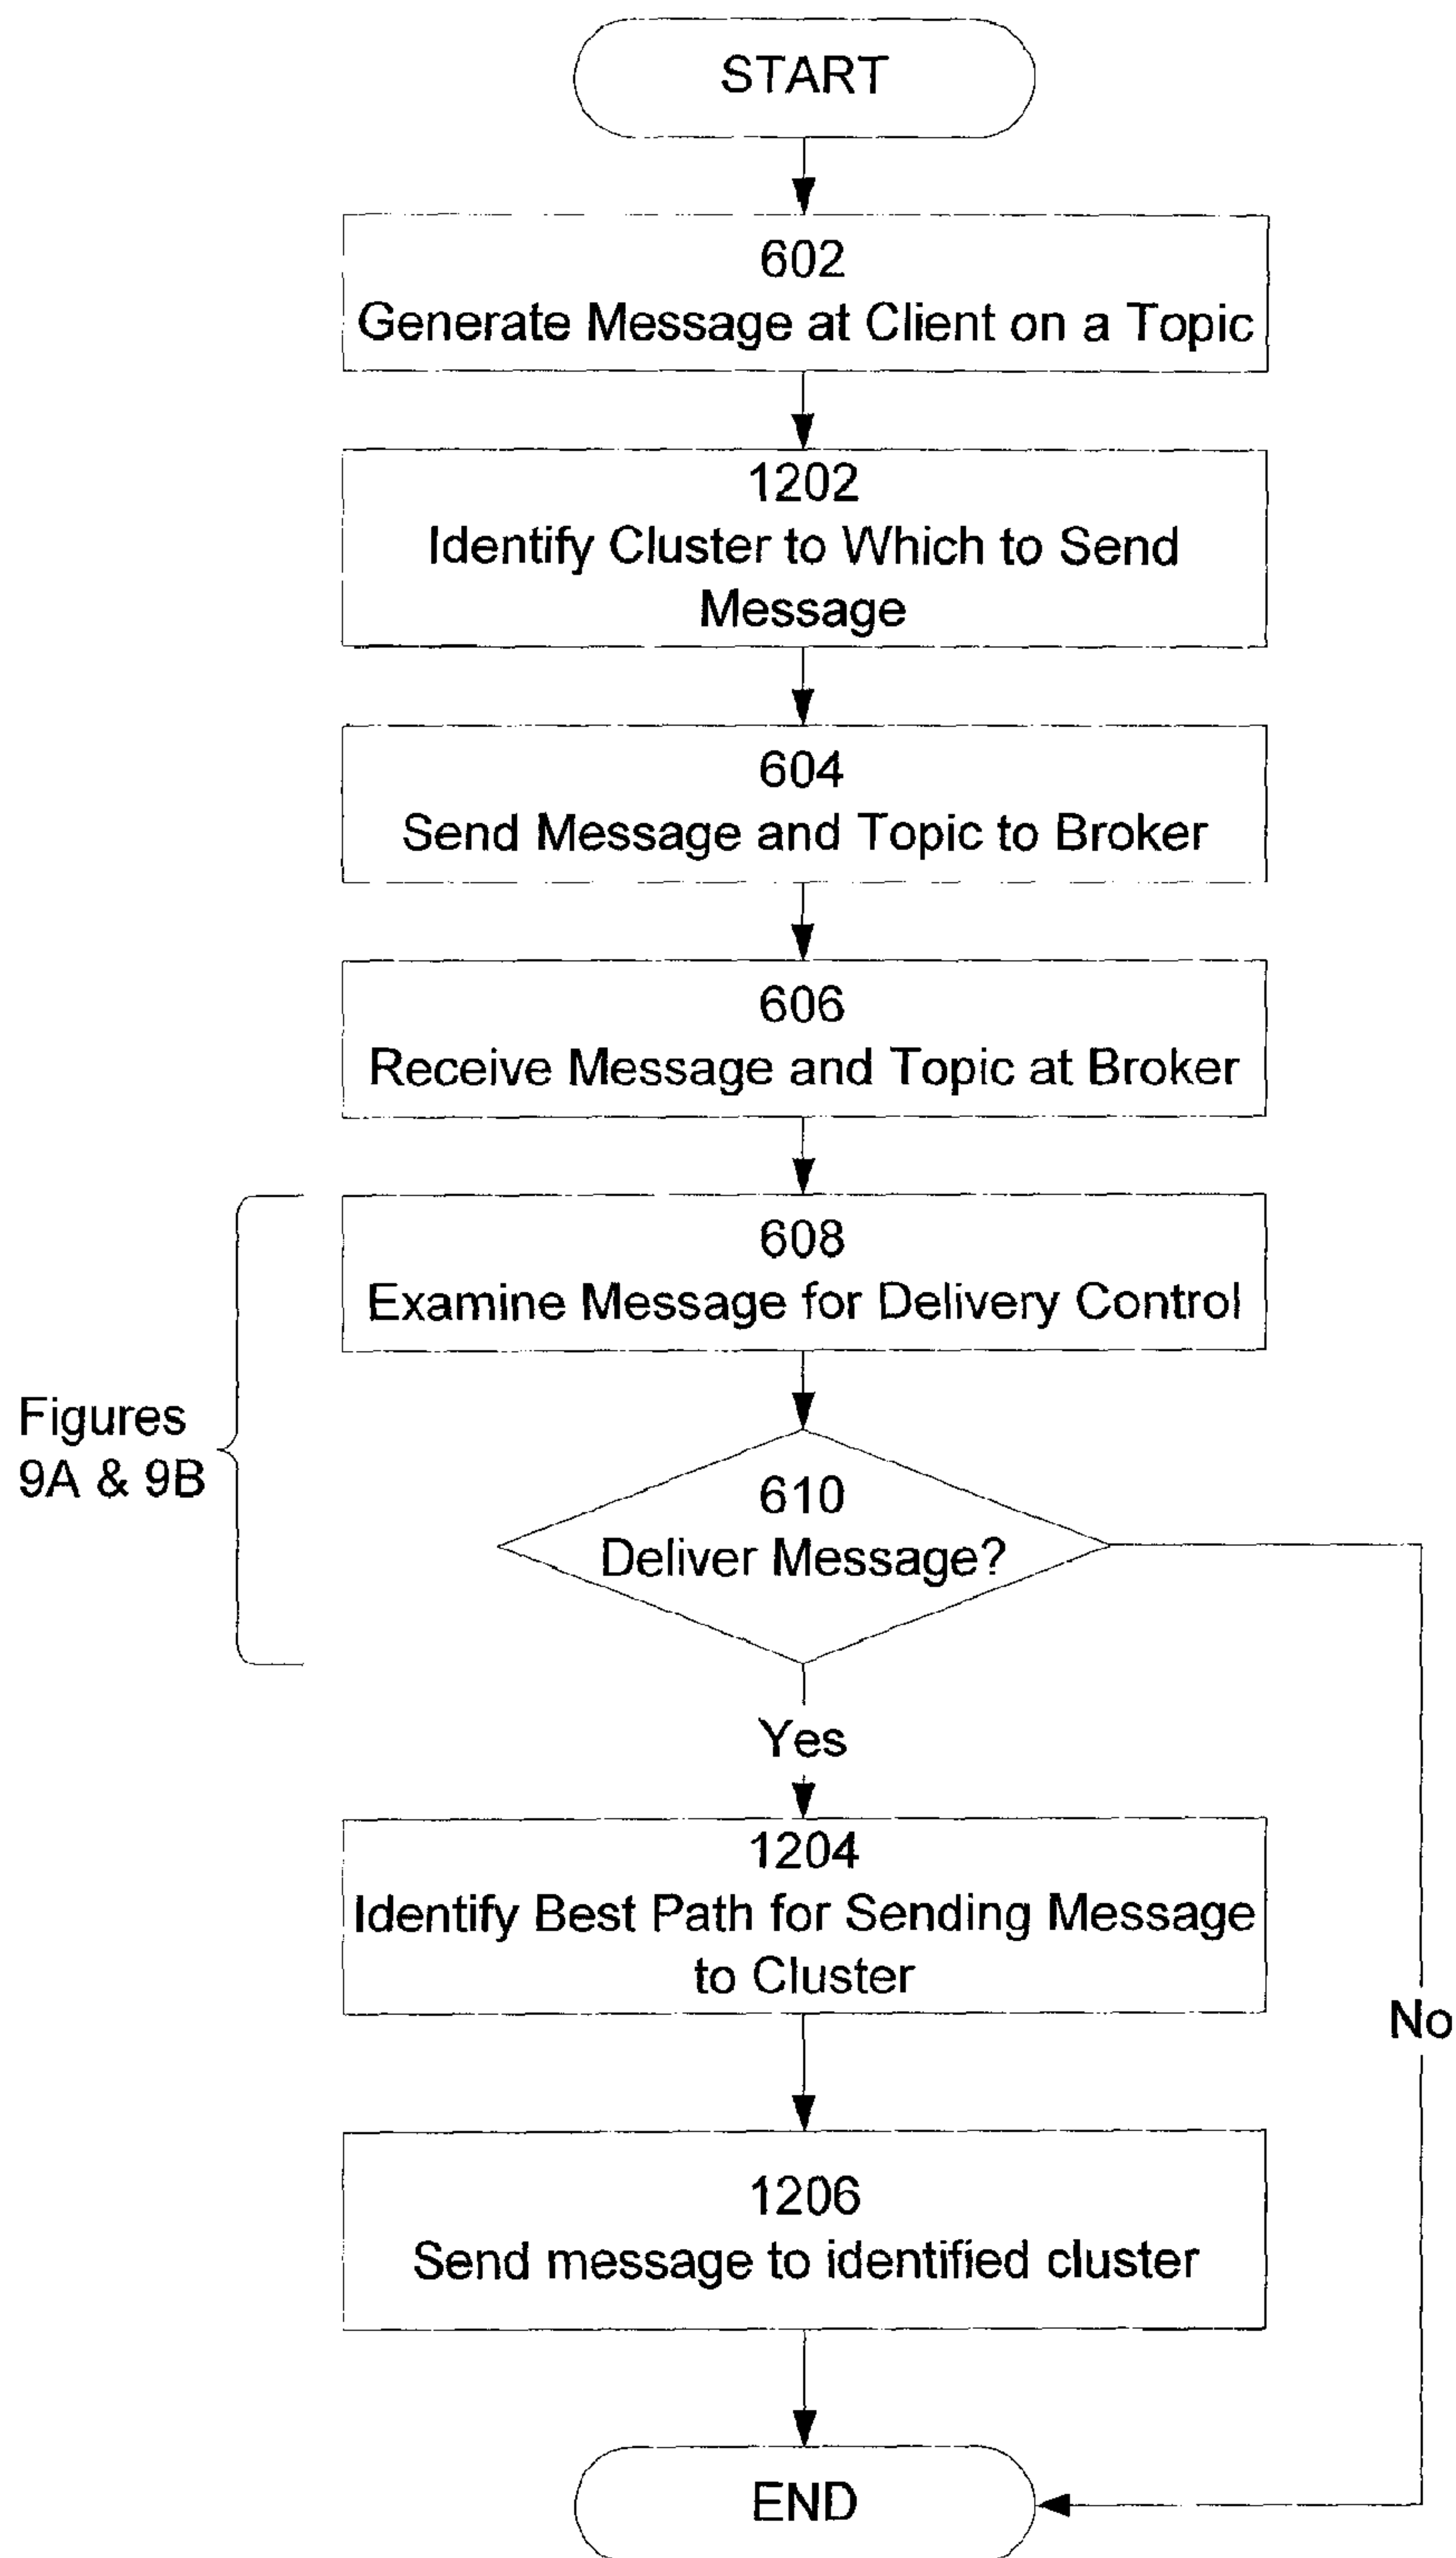 START
602
Generate Message at Client on a Topic
1202
Identify Cluster to Which to Send
Message
604
Send Message and Topic to Broker
606
Receive Message and Topic at Broker
608
Examine Message for Delivery Control
Figures
9A & 9B
610
Deliver Message?
Yes
1204
Identify Best Path for Sending Message
to Cluster
No
1206
Send message to identified cluster
END